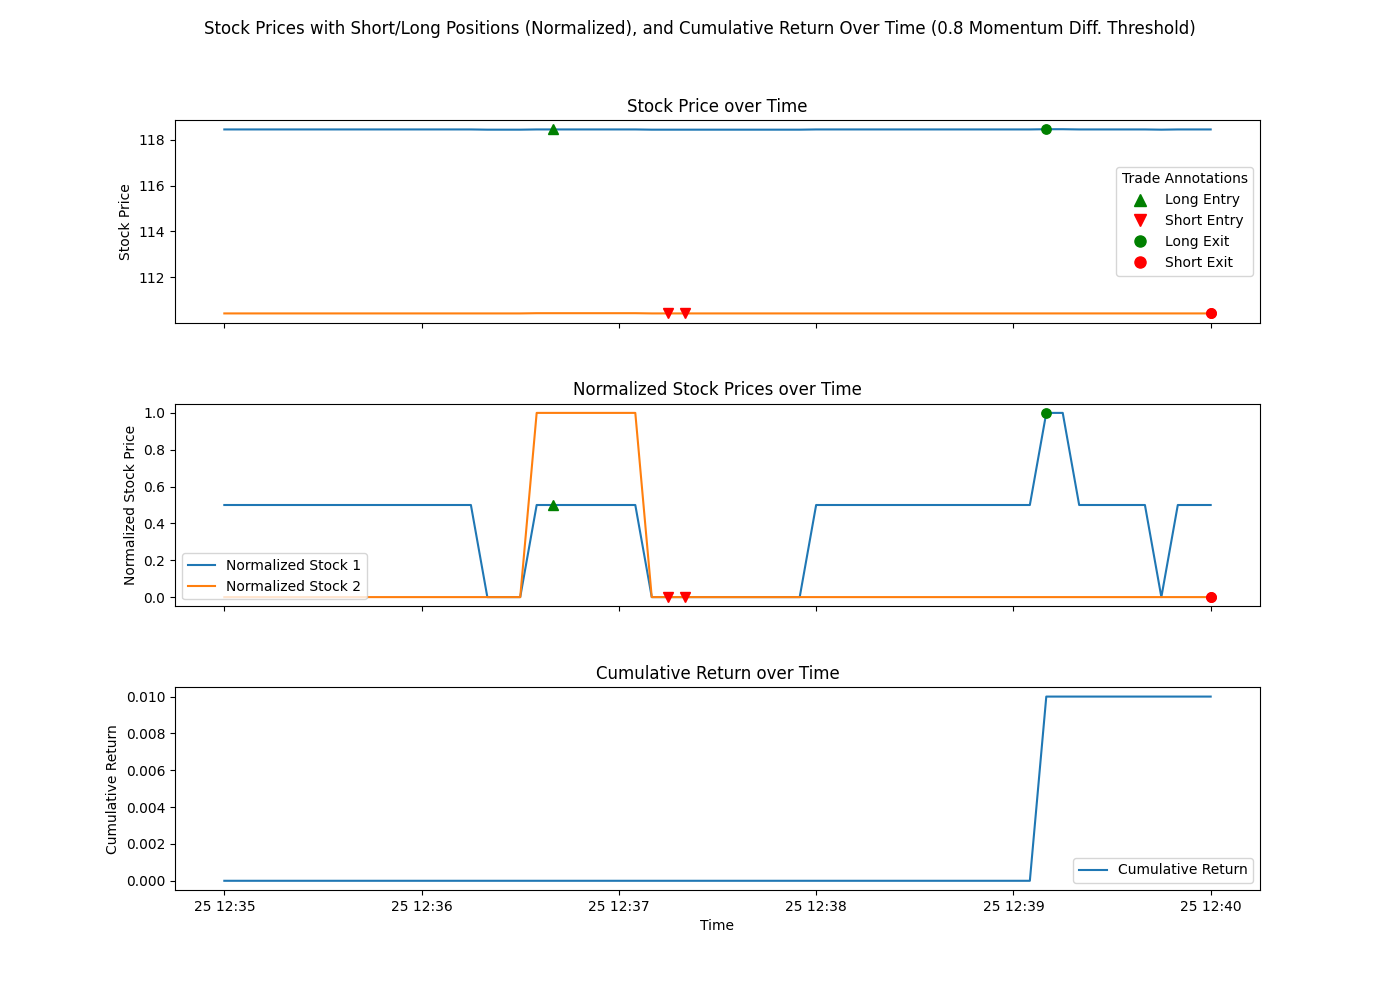 Stock Prices with Short/Long Positions (Normalized), and Cumulative Return Over Time (0.8 Momentum Diff. Threshold)
Stock Price over Time
Stock Price
118
116
114
112
Trade Annotations
Long Entry
Short Entry
Long Exit
Short Exit
Normalized Stock Prices over Time
Normalized Stock Price
1.0
0.8
0.6
0.4
0.2
0.0
Normalized Stock 1
Normalized Stock 2
Cumulative Return over Time
Cumulative Return
0.010
0.008
0.006
0.004
0.002
0.000
Cumulative Return
25 12:35
25 12:36
25 12:37
25 12:38
25 12:39
25 12:40
Time